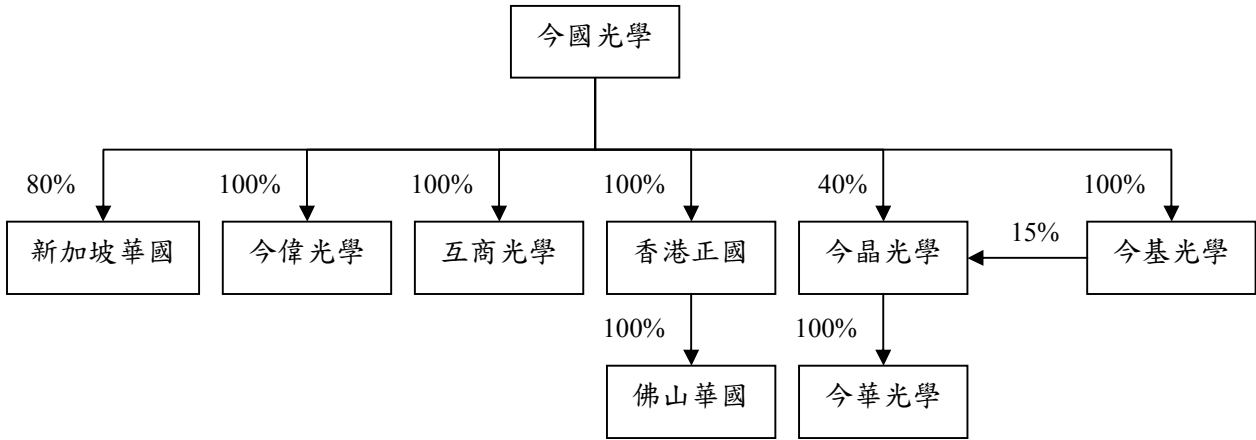 今國光學
80%
100%
100%
100%
40%
100%
新加坡華國
今偉光學
互商光學
香港正國
今晶光學
15%
今基光學
100%
100%
佛山華國
今華光學